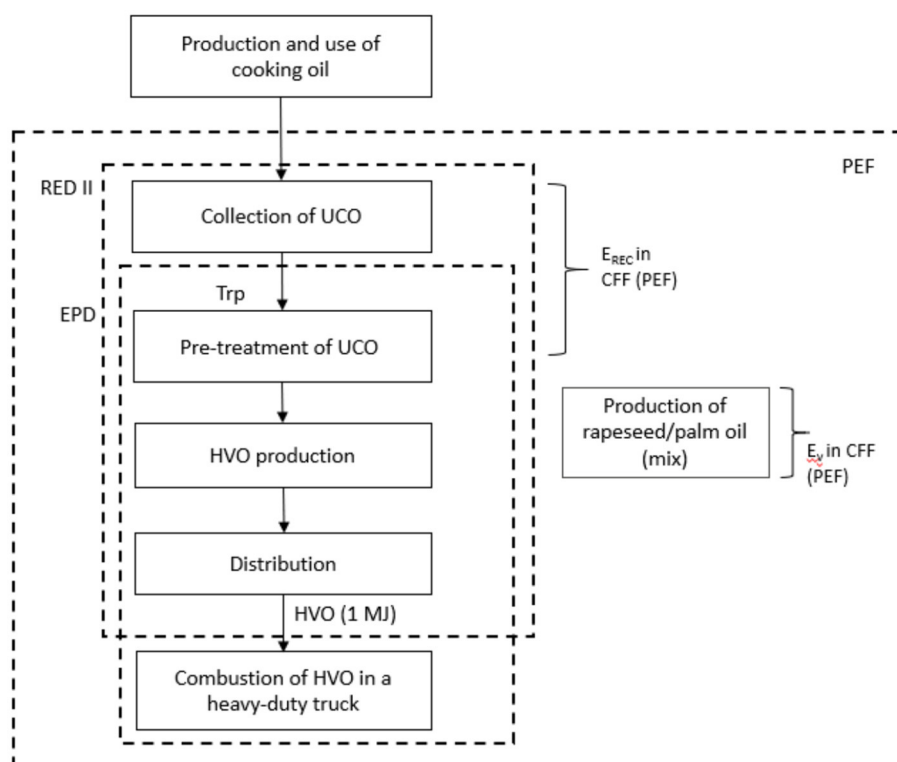 Production and use of
cooking oil
PEF
RED II
Collection of UCO
E_REC in
CFF (PEF)
Trp
EPD
Pre-treatment of UCO
Production of
rapeseed/palm oil
(mix)
HVO production
E_v in CFF
(PEF)
Distribution
HVO (1 MJ)
Combustion of HVO in a
heavy-duty truck